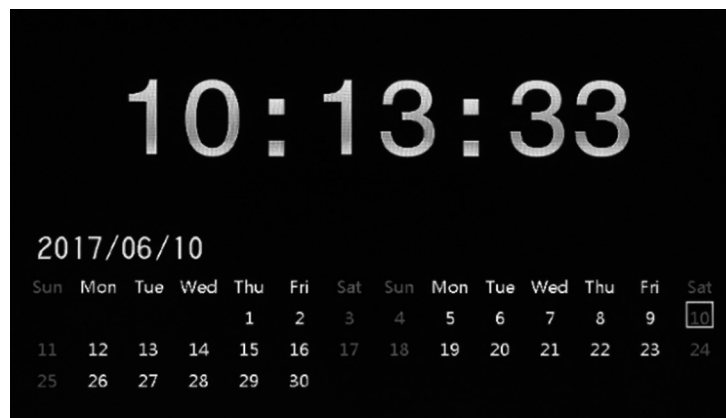 10:13:33
2017/06/10
Sun Mon Tue Wed Thu Fri Sat Sun Mon Tue Wed Thu Fri Sat
1 2 3 4 5 6 7 8 9 10
11 12 13 14 15 16 17 18 19 20 21 22 23 24
25 26 27 28 29 30